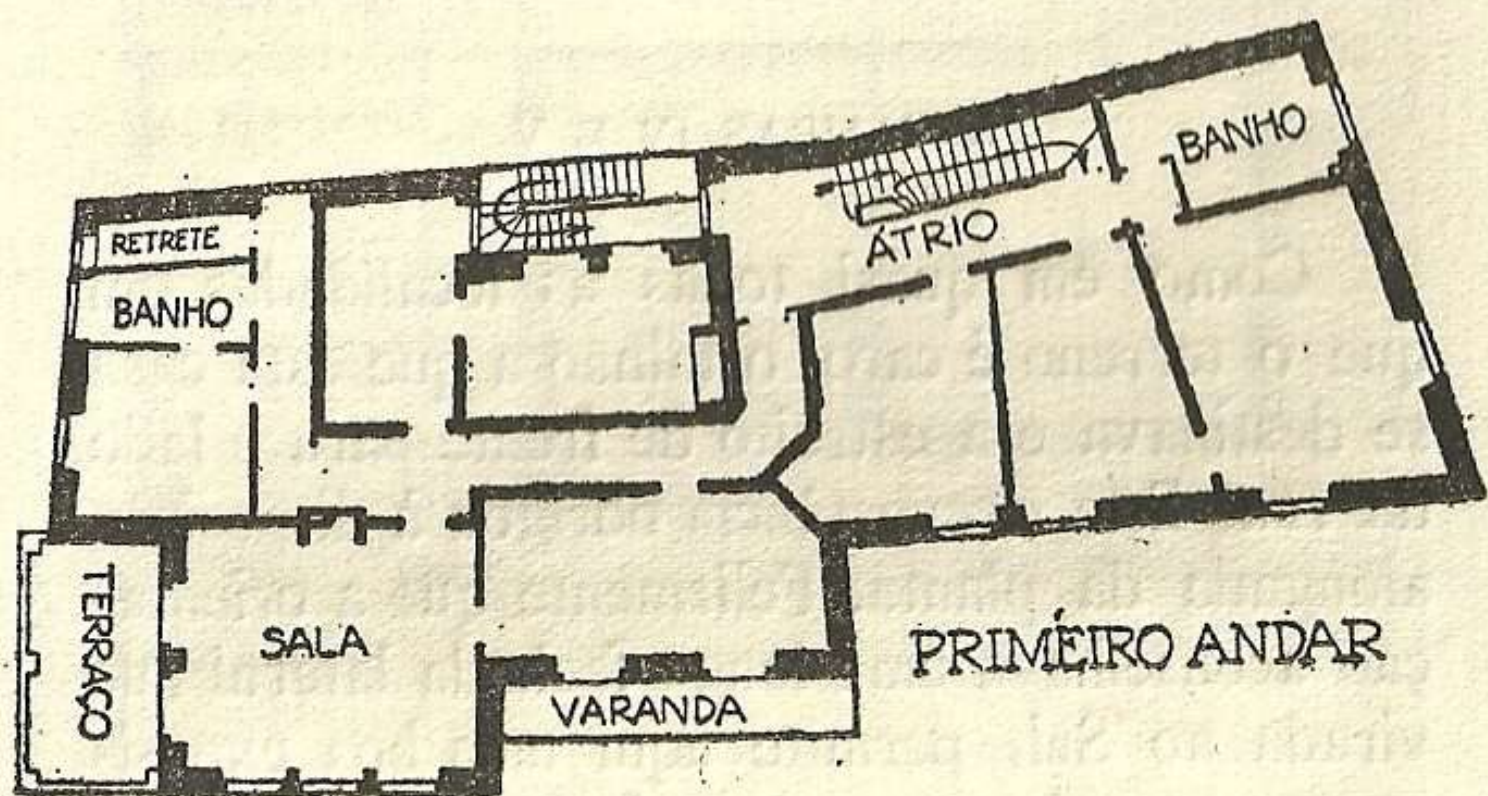 BANHO
RETRETE
ÁTRIO
BANHO
TERRAÇO
SALA
PRIMÉIRO ANDAR
VARANDA